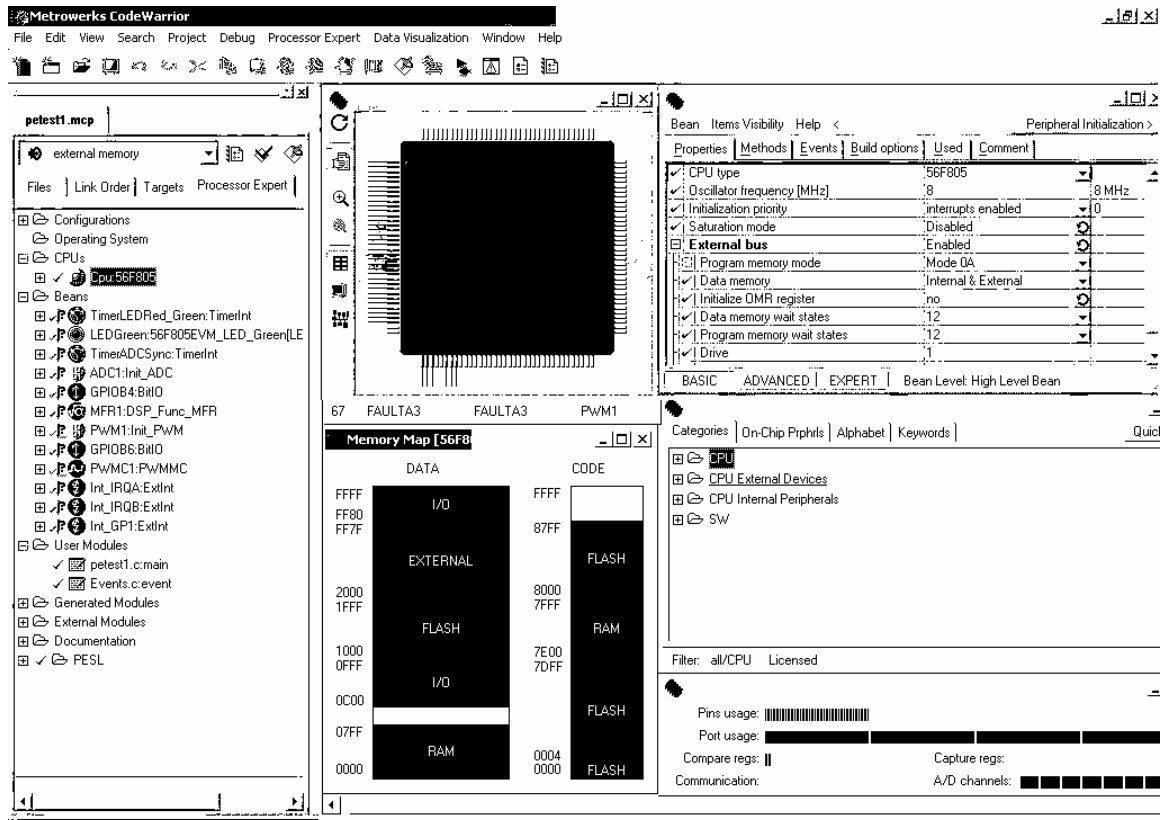 Metrowerks CodeWarrior
File Edit View Search Project Debug Processor Expert Data Visualization Window Help
petest1.mcp
external memory
Files Link Order Targets Processor Expert
Configurations
Operating System
CPUs
Cpu:56F805
Beans
TimerLEDRed_Green:TimerInt
LEDGreen:56F805EVM_LED_Green[LE
TimerADCSync:TimerInt
ADC1:Init_ADC
GPIOB4:BitIO
MFR1:DSP_Func_MFR
PWM1:Init_PWM
GPIOB6:BitIO
PWMC1:PWMMC
Int_IRQA:ExtInt
Int_IRQB:ExtInt
Int_GP1:ExtInt
User Modules
petest1.c:main
Events.c:event
Generated Modules
External Modules
Documentation
PESL
67 FAULTA3 FAULTA3 PWM1
Memory Map [56F80
DATA CODE
FFFF
I/O
FF80
FF7F
EXTERNAL
2000
1FFF
FLASH
1000
0FFF
I/O
0C00
07FF
RAM
0000
FFFF
87FF
FLASH
8000
7FFF
RAM
7E00
7DFF
FLASH
0004
0000 FLASH
Bean Items Visibility Help < Peripheral Initialization >
Properties Methods Events Build options Used Comment
CPU type 56F805
Oscillator frequency [MHz] 8 8 MHz
Initialization priority interrupts enabled 0
Saturation mode Disabled
External bus Enabled
Program memory mode Mode 0A
Data memory Internal & External
Initialize OMR register no
Data memory wait states 12
Program memory wait states 12
Drive 1
BASIC ADVANCED EXPERT Bean Level: High Level Bean
Categories On-Chip Prphrls Alphabet Keywords Quick
CPU
CPU External Devices
CPU Internal Peripherals
SW
Filter: all/CPU Licensed
Pins usage:
Port usage:
Compare regs: Capture regs:
Communication: A/D channels: